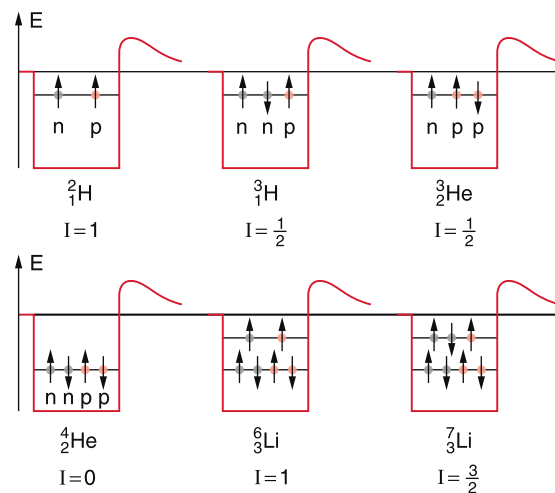 E
n p n n p n p p
²₁H ³₁H ³₂He
I=1 I=½ I=½
E
n n p p
⁴₂He ⁶₃Li ⁷₃Li
I=0 I=1 I=3/2